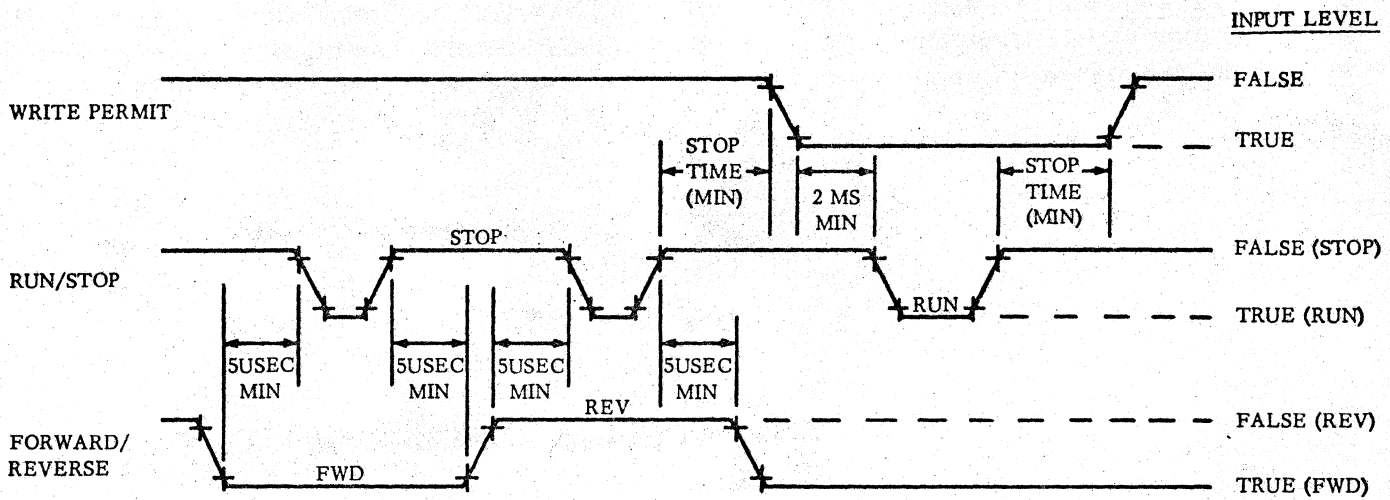 INPUT LEVEL
WRITE PERMIT
FALSE
TRUE
STOP
TIME
(MIN)
2 MS
MIN
STOP
TIME
(MIN)
RUN/STOP
STOP
RUN
FALSE (STOP)
TRUE (RUN)
5USEC
MIN
5USEC
MIN
5USEC
MIN
5USEC
MIN
FORWARD/
REVERSE
FWD
REV
FALSE (REV)
TRUE (FWD)